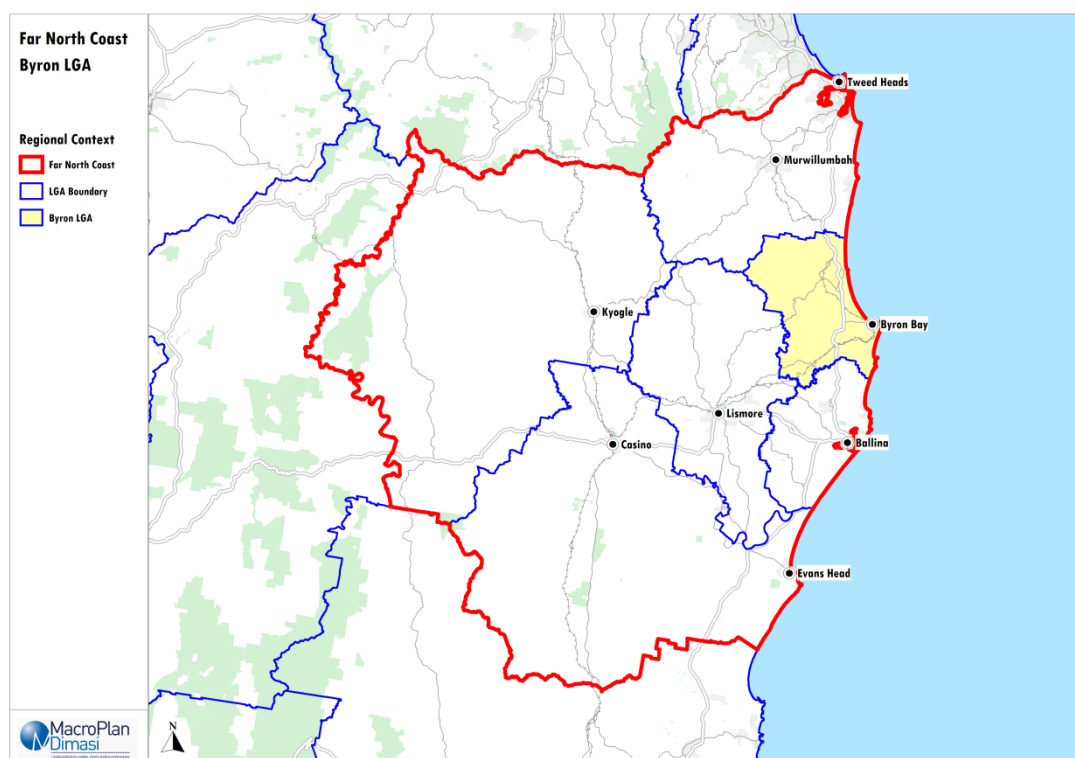 Far North Coast
Byron LGA
Regional Context
Far North Coast
LGA Boundary
Byron LGA
Tweed Heads
Murwillumbah
Byron Bay
Kyogle
Lismore
Casino
Ballina
Evans Head
N
MacroPlan
Dimasi